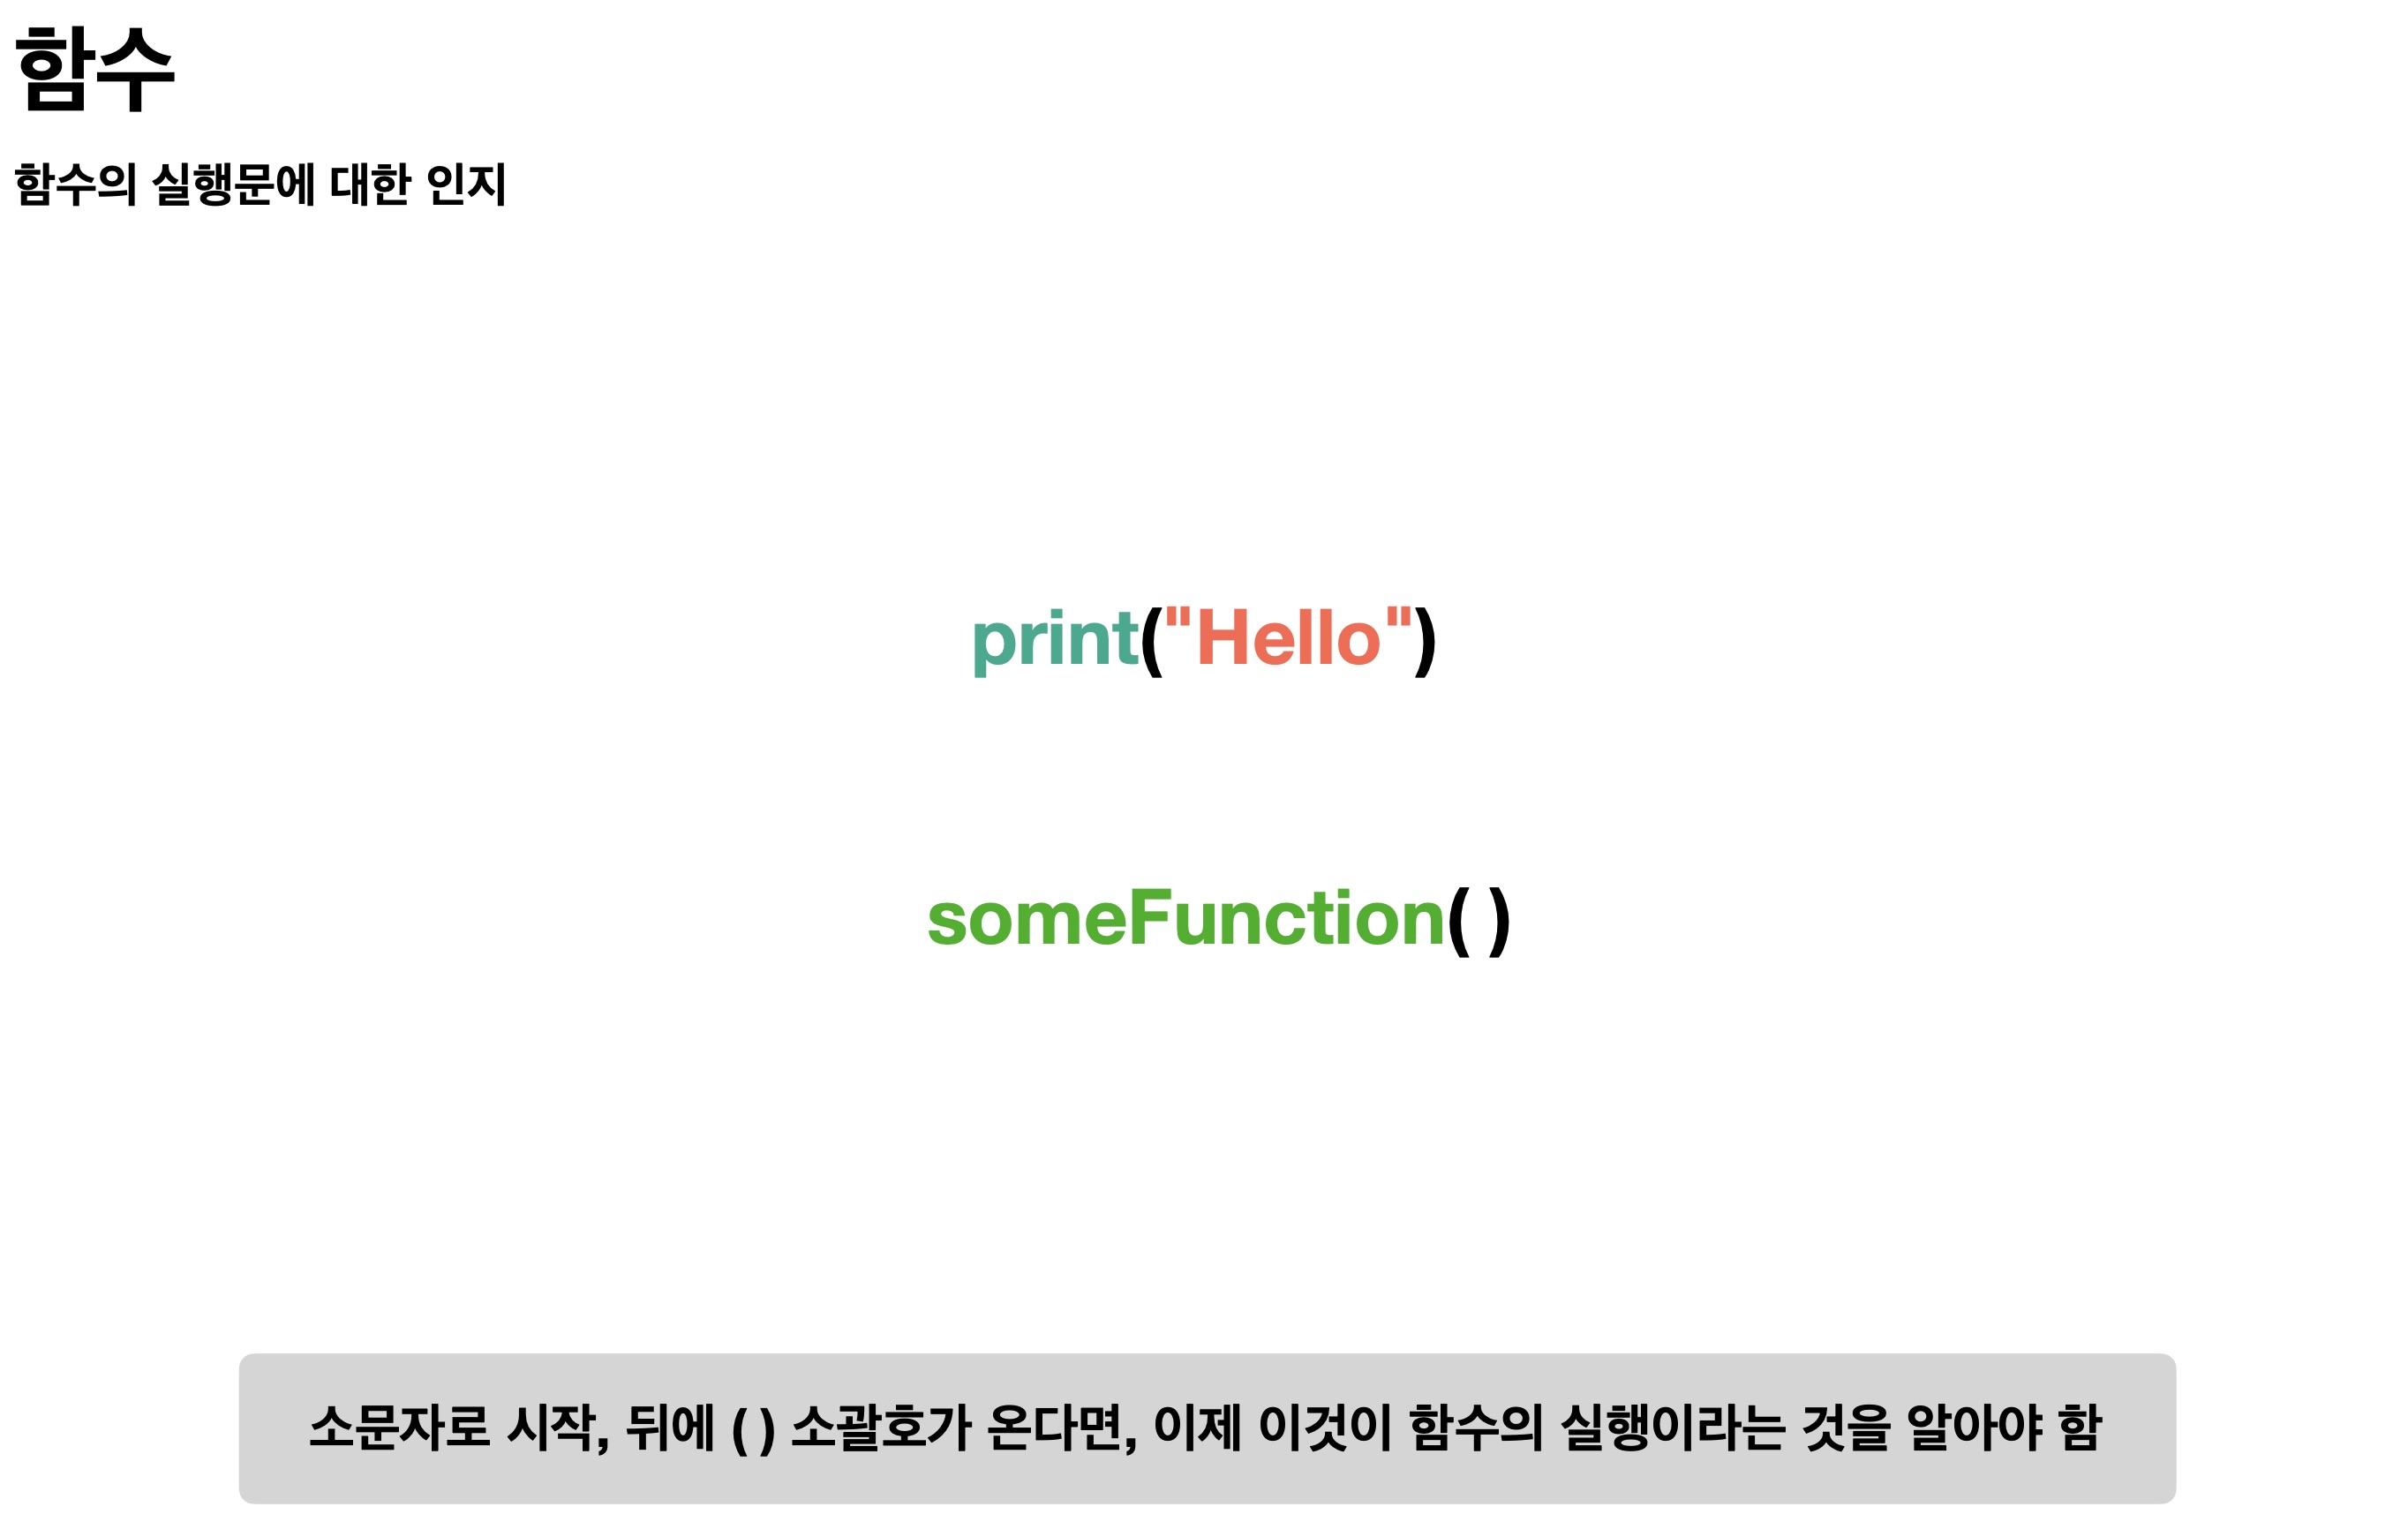 함수
함수의 실행문에 대한 인지
print("Hello")
someFunction( )
소문자로 시작, 뒤에 ( ) 소괄호가 온다면, 이제 이것이 함수의 실행이라는 것을 알아야 함